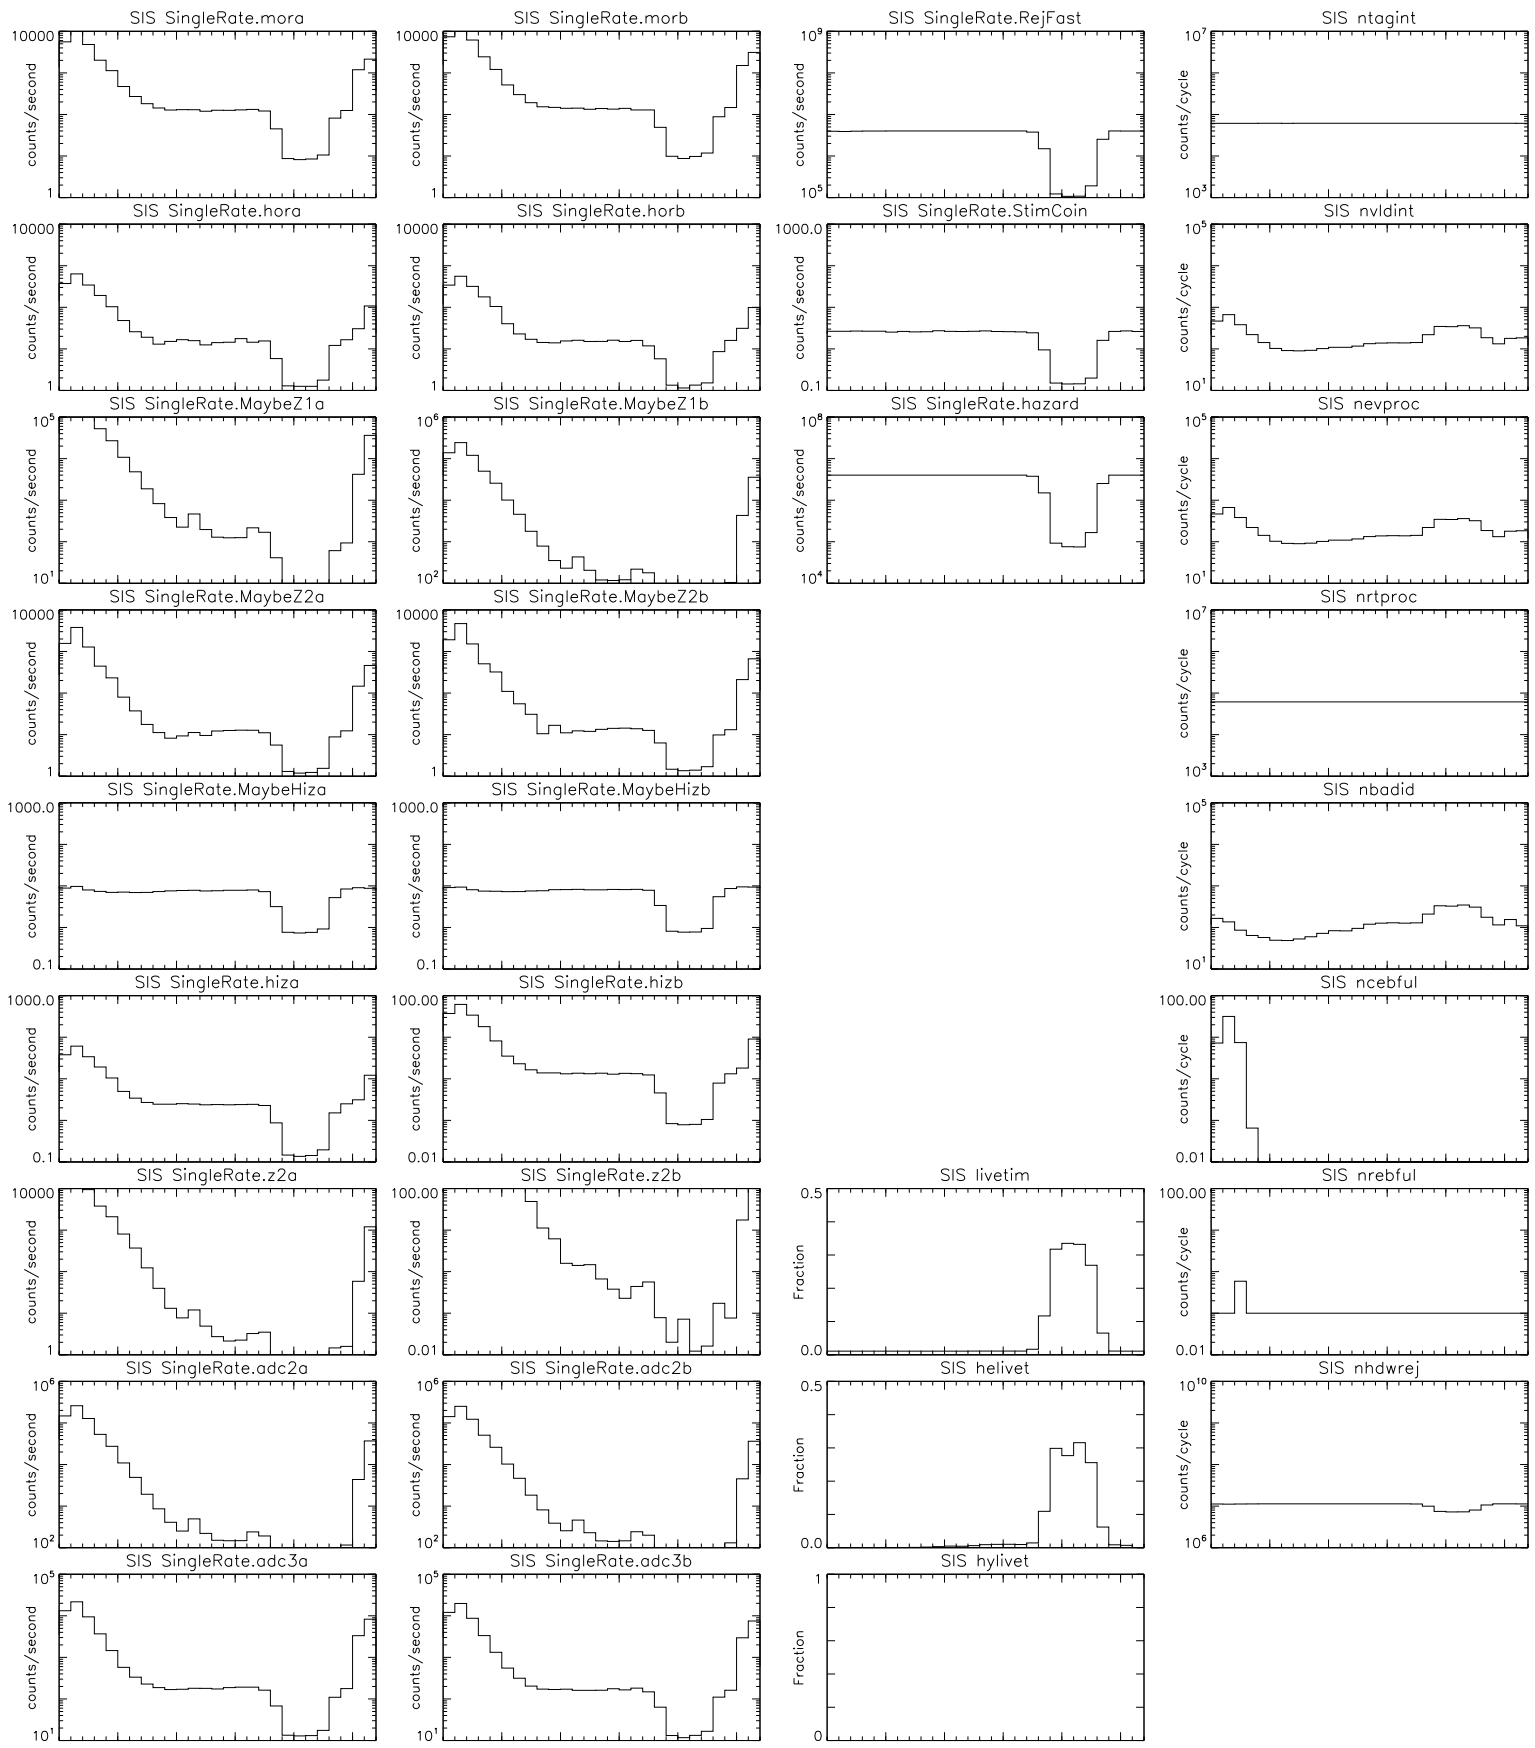 SIS SingleRate.mora
SIS SingleRate.morb
SIS SingleRate.RejFast
SIS ntagint
10000
counts/second
1
10000
counts/second
1
10⁹
counts/second
10⁵
10⁷
counts/cycle
10³
SIS SingleRate.hora
SIS SingleRate.horb
SIS SingleRate.StimCoin
SIS nvldint
10000
counts/second
1
10000
counts/second
1
1000.0
counts/second
0.1
10⁵
counts/cycle
10¹
SIS SingleRate.MaybeZ1a
SIS SingleRate.MaybeZ1b
SIS SingleRate.hazard
SIS nevproc
10⁵
counts/second
10¹
10⁶
counts/second
10²
10⁸
counts/second
10⁴
10⁵
counts/cycle
10¹
SIS SingleRate.MaybeZ2a
SIS SingleRate.MaybeZ2b
SIS nrtproc
10000
counts/second
1
10000
counts/second
1
10⁷
counts/cycle
10³
SIS SingleRate.MaybeHiza
SIS SingleRate.MaybeHizb
SIS nbadid
1000.0
counts/second
0.1
1000.0
counts/second
0.1
10⁵
counts/cycle
10¹
SIS SingleRate.hiza
SIS SingleRate.hizb
SIS ncebful
1000.0
counts/second
0.1
100.00
counts/second
0.01
100.00
counts/cycle
0.01
SIS SingleRate.z2a
SIS SingleRate.z2b
SIS livetim
SIS nrebful
10000
counts/second
1
100.00
counts/second
0.01
0.5
Fraction
0.0
100.00
counts/cycle
0.01
SIS SingleRate.adc2a
SIS SingleRate.adc2b
SIS helivet
SIS nhdwrej
10⁶
counts/second
10²
10⁶
counts/second
10²
0.5
Fraction
0.0
10¹⁰
counts/cycle
10⁶
SIS SingleRate.adc3a
SIS SingleRate.adc3b
SIS hylivet
10⁵
counts/second
10¹
10⁵
counts/second
10¹
1
Fraction
0